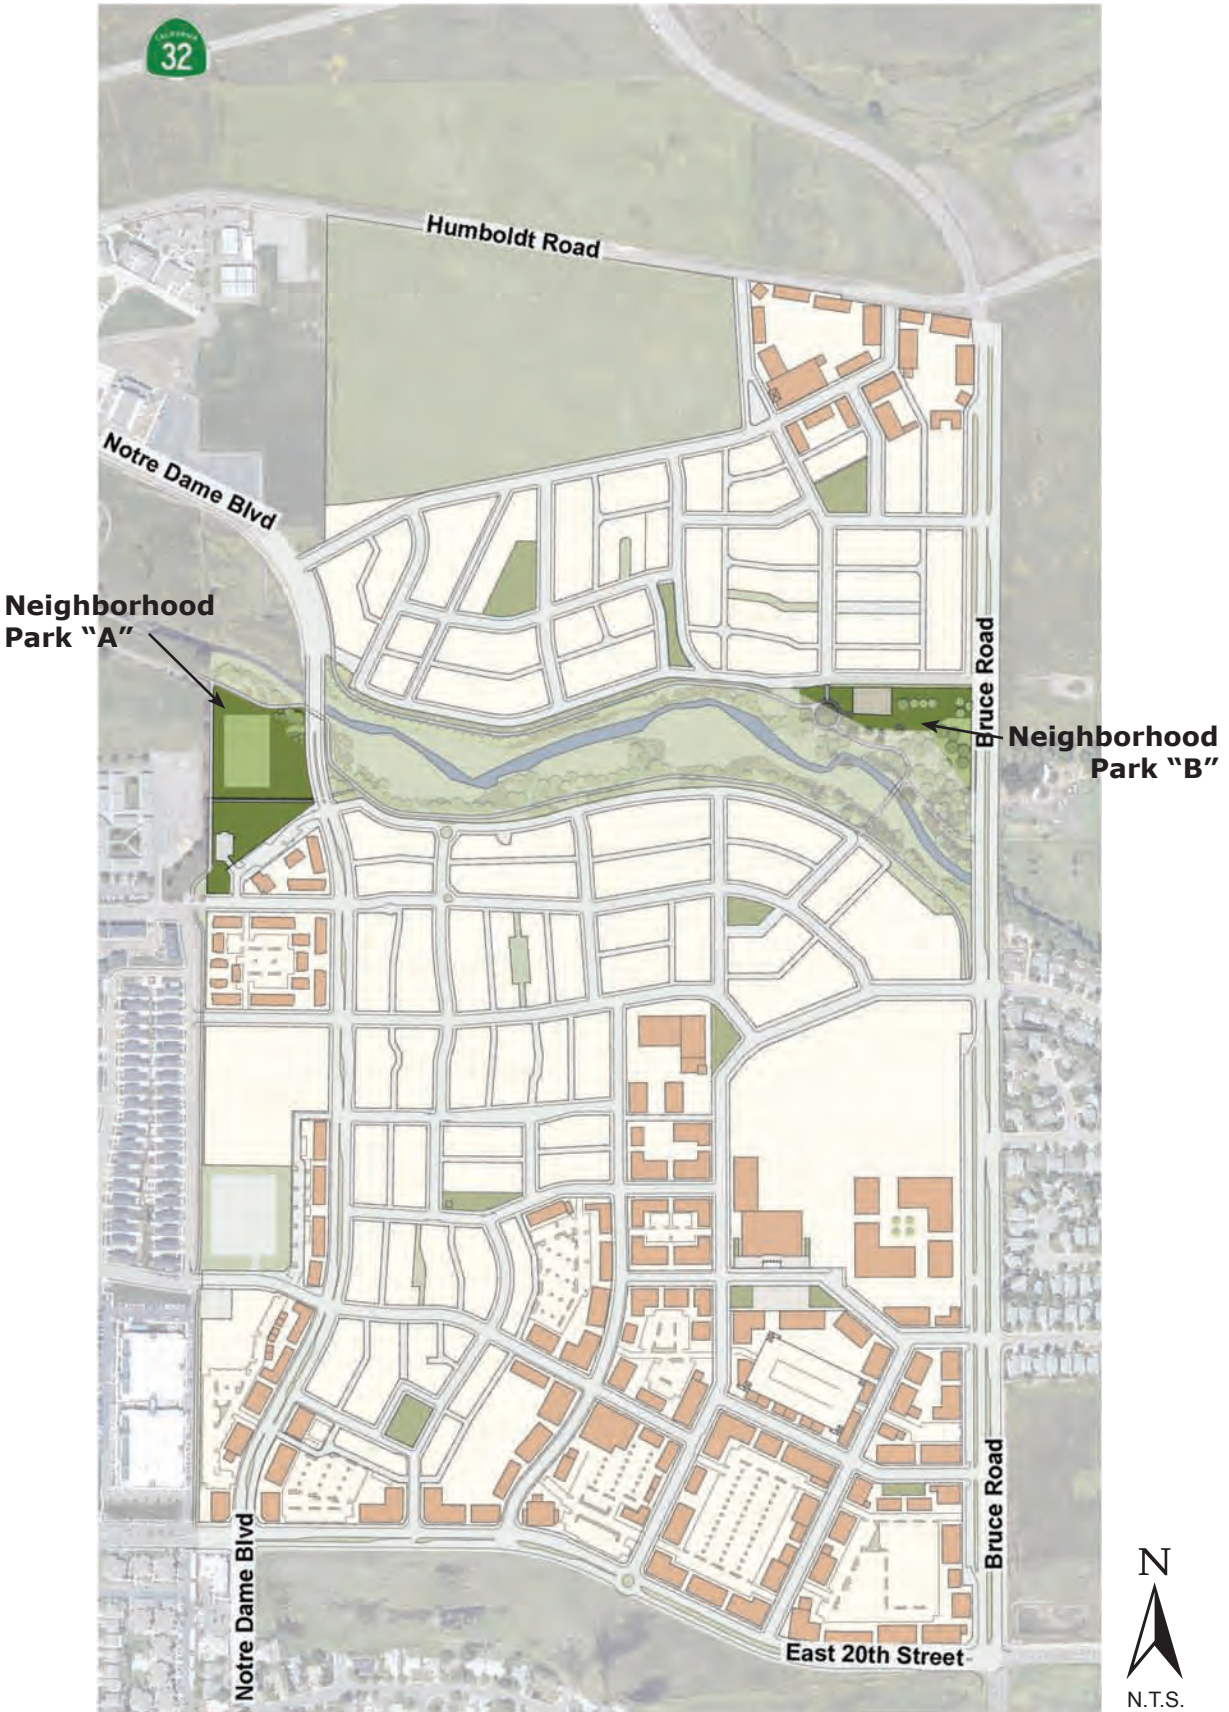 CALIFORNIA
32
Humboldt Road
Notre Dame Blvd
Neighborhood
Park “A”
Bruce Road
Neighborhood
Park “B”
Bruce Road
Notre Dame Blvd
East 20th Street
N
N.T.S.